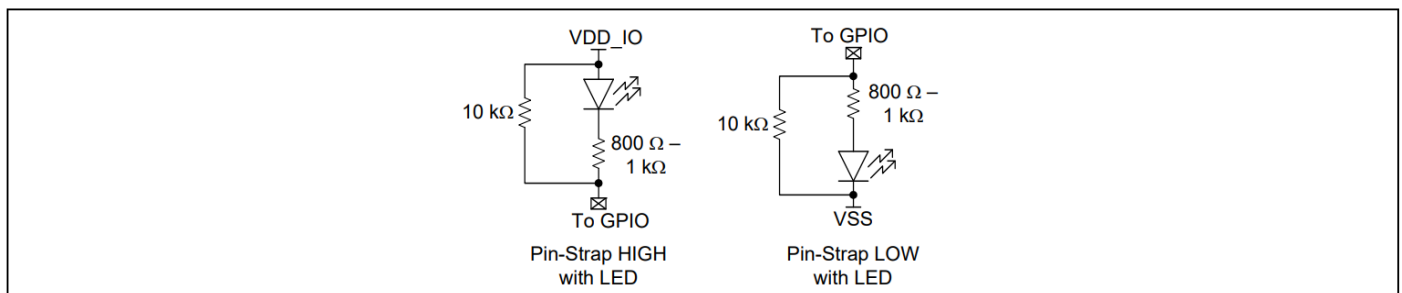 VDD_IO
10 kΩ
800 Ω –
1 kΩ
To GPIO
Pin-Strap HIGH
with LED
To GPIO
800 Ω –
1 kΩ
10 kΩ
VSS
Pin-Strap LOW
with LED